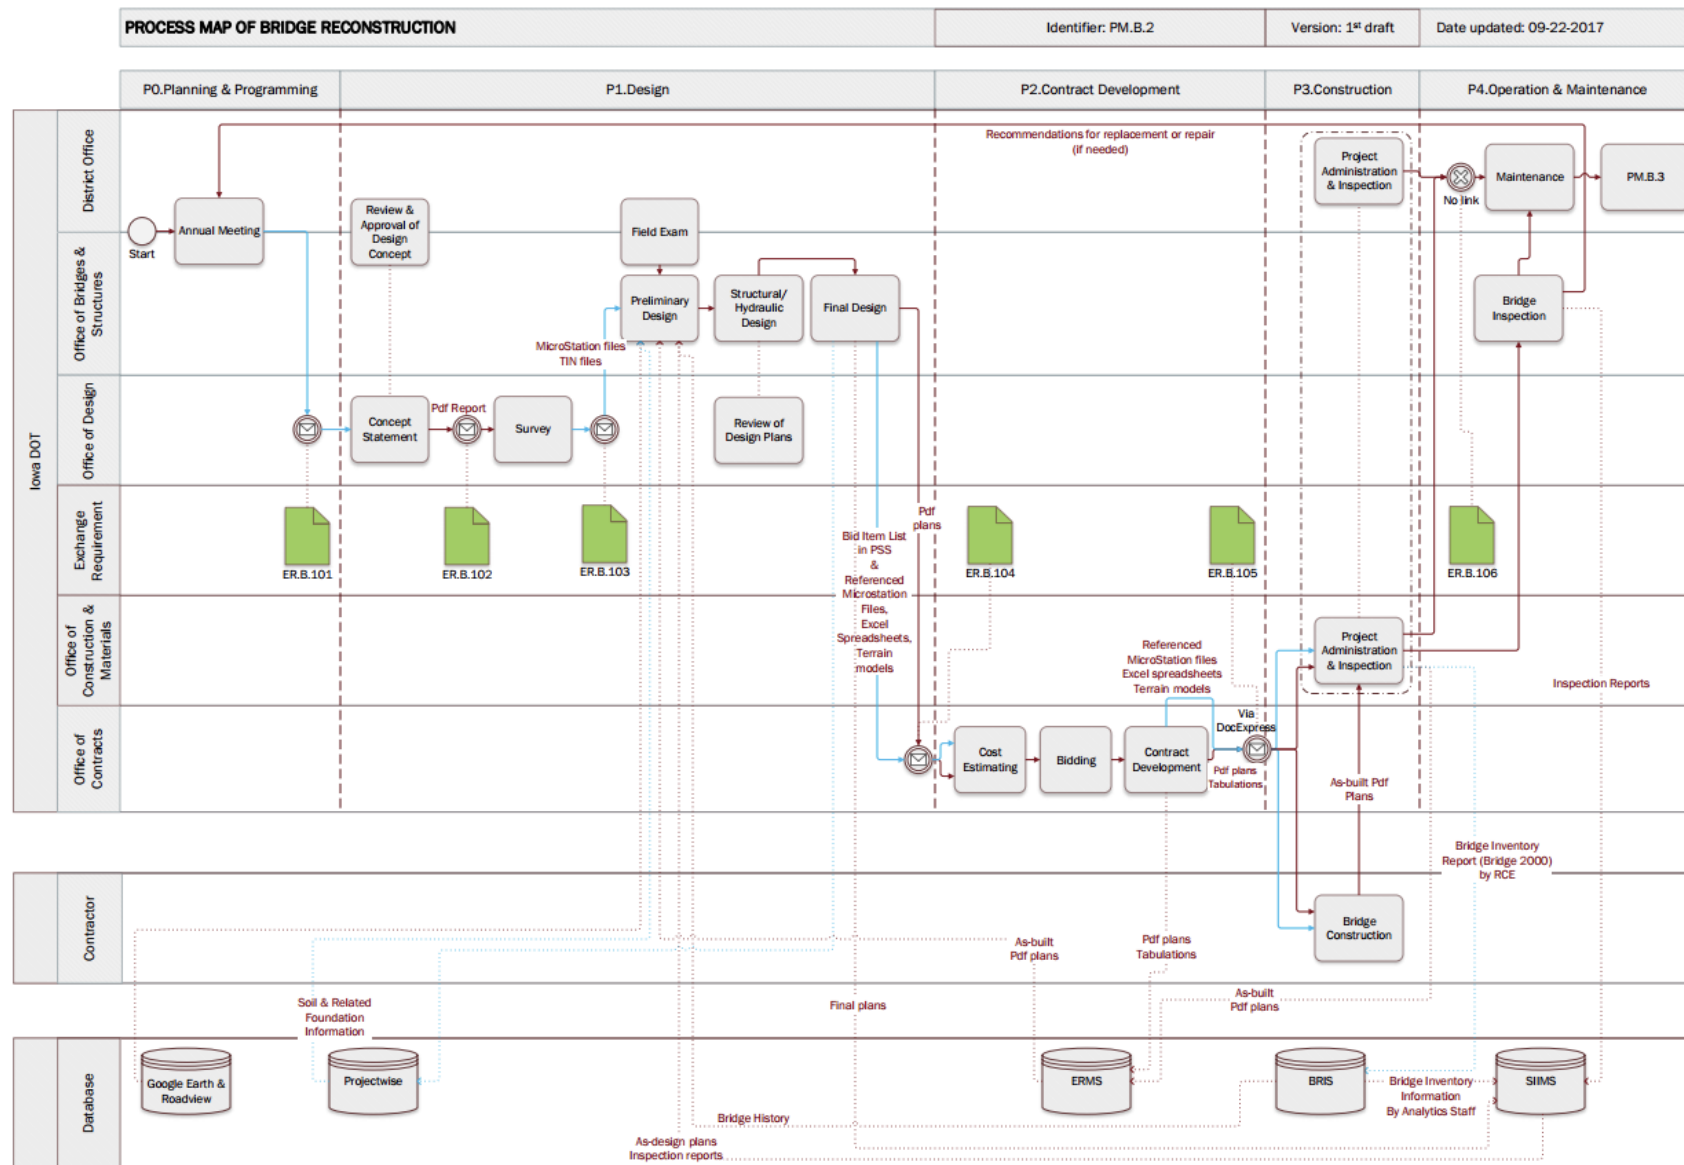 PROCESS MAP OF BRIDGE RECONSTRUCTION
Identifier: PM.B.2
Version: 1st draft
Date updated: 09-22-2017
P0.Planning & Programming
P1.Design
P2.Contract Development
P3.Construction
P4.Operation & Maintenance
Iowa DOT
District Office
Recommendations for replacement or repair
(if needed)
Project
Administration
& Inspection
No link
Maintenance
PM.B.3
Start
Annual Meeting
Review &
Approval of
Design
Concept
Field Exam
Office of Bridges &
Structures
Preliminary
Design
Structural/
Hydraulic
Design
Final Design
Bridge
Inspection
MicroStation files
TIN files
Office of Design
Concept
Statement
Pdf Report
Survey
Review of
Design Plans
Exchange
Requirement
ER.B.101
ER.B.102
ER.B.103
Pdf
plans
Bid Item List
in PSS
&
Referenced
Microstation
Files,
Excel
Spreadsheets,
Terrain
models
ER.B.104
ER.B.105
ER.B.106
Office of
Construction &
Materials
Referenced
MicroStation files
Excel spreadsheets
Terrain models
Project
Administration
& Inspection
Inspection Reports
Office of
Contracts
Cost
Estimating
Bidding
Contract
Development
Via
DocExpress
Pdf plans
Tabulations
As-built Pdf
Plans
Bridge Inventory
Report (Bridge 2000)
by RCE
Contractor
Bridge
Construction
As-built
Pdf plans
Pdf plans
Tabulations
Soil & Related
Foundation
Information
Final plans
As-built
Pdf plans
Database
Google Earth &
Roadview
Projectwise
ERMS
BRIS
Bridge Inventory
Information
By Analytics Staff
SIIMS
Bridge History
As-design plans
Inspection reports